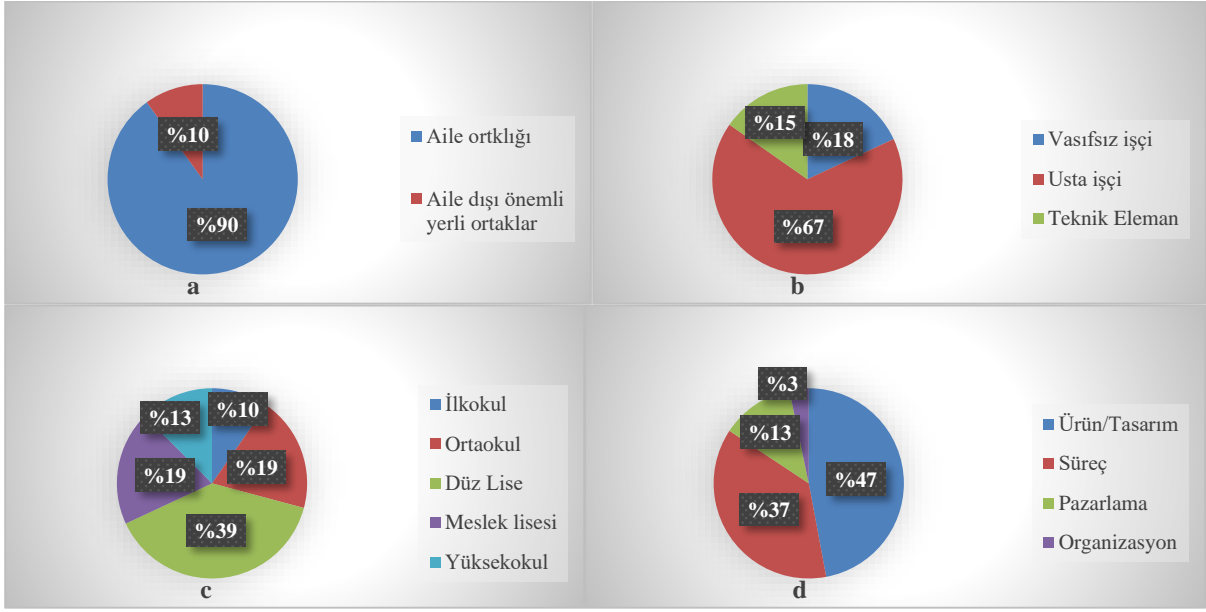 %10
%90
Aile ortklığı
Aile dışı önemli
yerli ortaklar
a
%15
%18
%67
Vasıfsız işçi
Usta işçi
Teknik Eleman
b
%13
%10
%19
%19
%39
İlkokul
Ortaokul
Düz Lise
Meslek lisesi
Yüksekokul
c
%3
%13
%47
%37
Ürün/Tasarım
Süreç
Pazarlama
Organizasyon
d